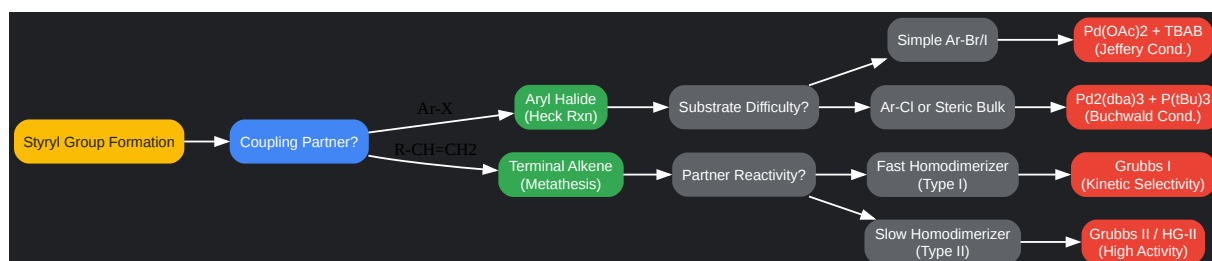 Styryl Group Formation
Coupling Partner?
Ar-X
R-CH=CH2
Aryl Halide
(Heck Rxn)
Terminal Alkene
(Metathesis)
Substrate Difficulty?
Partner Reactivity?
Simple Ar-Br/I
Ar-Cl or Steric Bulk
Fast Homodimerizer
(Type I)
Slow Homodimerizer
(Type II)
Pd(OAc)2 + TBAB
(Jeffery Cond.)
Pd2(dba)3 + P(tBu)3
(Buchwald Cond.)
Grubbs I
(Kinetic Selectivity)
Grubbs II / HG-II
(High Activity)